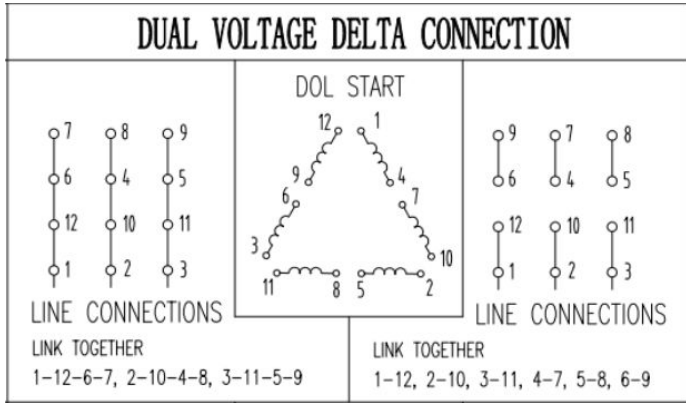 DUAL VOLTAGE DELTA CONNECTION
7 8 9
6 4 5
12 10 11
1 2 3
LINE CONNECTIONS
LINK TOGETHER
1-12-6-7, 2-10-4-8, 3-11-5-9
DOL START
12 1
9 4
6 7
3 10
11 8 5 2
9 7 8
6 4 5
12 10 11
1 2 3
LINE CONNECTIONS
LINK TOGETHER
1-12, 2-10, 3-11, 4-7, 5-8, 6-9